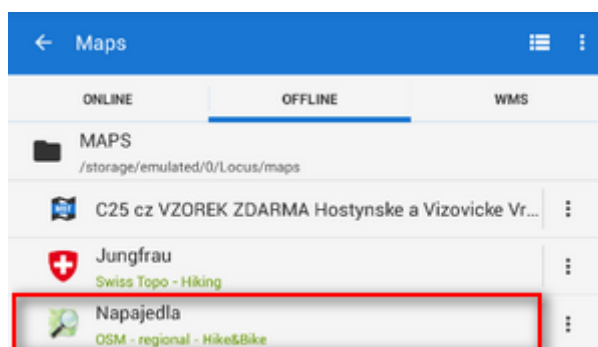 Maps
ONLINE OFFLINE WMS
MAPS
/storage/emulated/0/Locus/maps
C25 cz VZOREK ZDARMA Hostynske a Vizovicke Vr...
Jungfrau
Swiss Topo - Hiking
Napajedla
OSM - regional - Hike&Bike